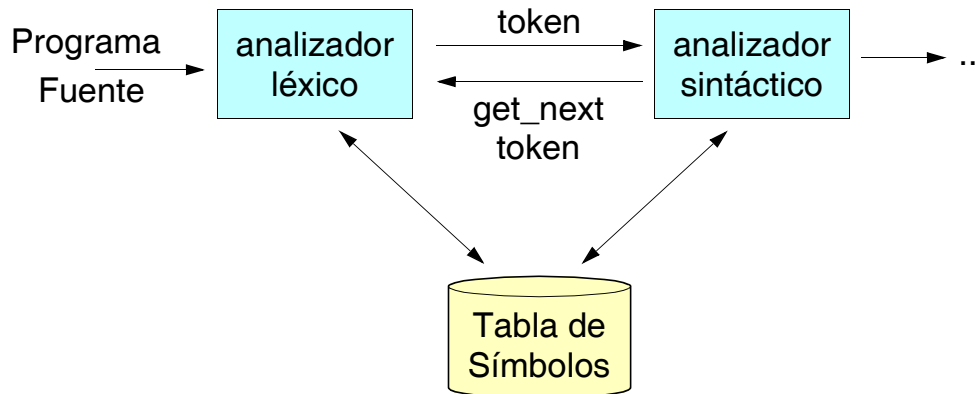 Programa
Fuente
analizador
léxico
token
get_next
token
analizador
sintáctico
..
Tabla de
Símbolos